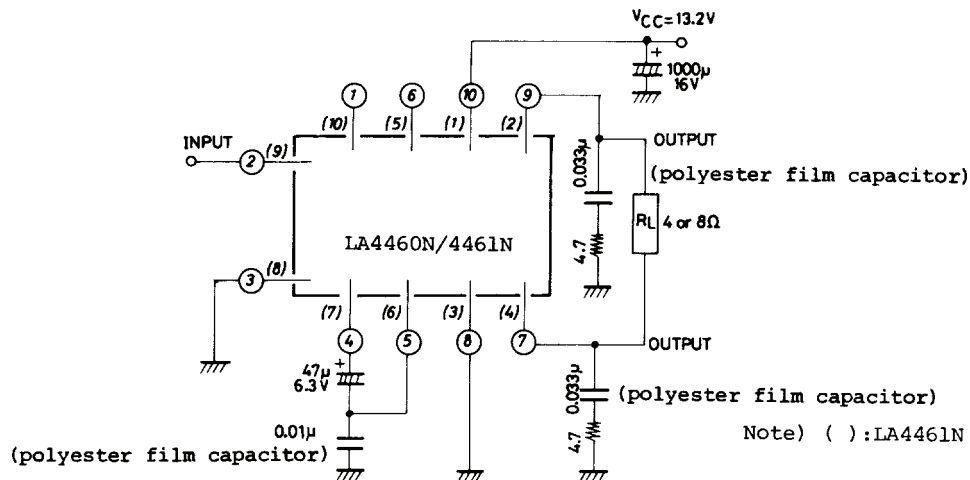 VCC=13.2V
+
1000μ
16V
1
6
10
9
(10)
(5)
(1)
(2)
INPUT
2
(9)
OUTPUT
0.033μ
(polyester film capacitor)
RL
4 or 8Ω
4.7
LA4460N/4461N
3
(8)
(7)
(6)
(3)
(4)
4
5
8
7
OUTPUT
+
47μ
6.3V
0.033μ
(polyester film capacitor)
4.7
Note) ( ):LA4461N
0.01μ
(polyester film capacitor)